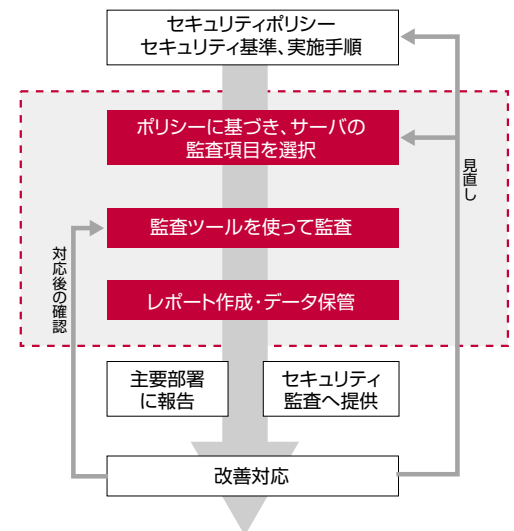 セキュリティポリシー
セキュリティ基準、実施手順
ポリシーに基づき、サーバの
監査項目を選択
見直し
監査ツールを使って監査
対応後の確認
レポート作成・データ保管
主要部署
に報告
セキュリティ
監査へ提供
改善対応